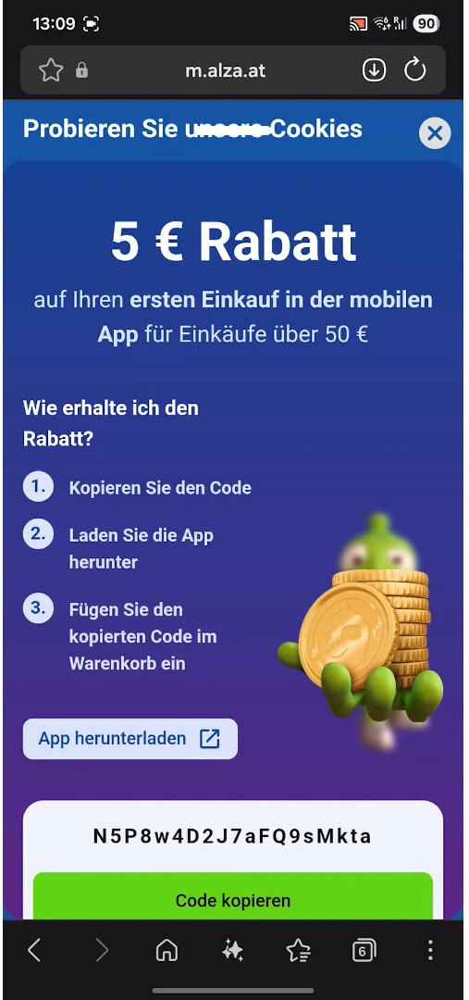 13:09
90
m.alza.at
Probieren Sie Cookies
5 € Rabatt
auf Ihren ersten Einkauf in der mobilen
App für Einkäufe über 50 €
Wie erhalte ich den
Rabatt?
1. Kopieren Sie den Code
2. Laden Sie die App
herunter
3. Fügen Sie den
kopierten Code im
Warenkorb ein
App herunterladen
N5P8w4D2J7aFQ9sMkta
Code kopieren
6